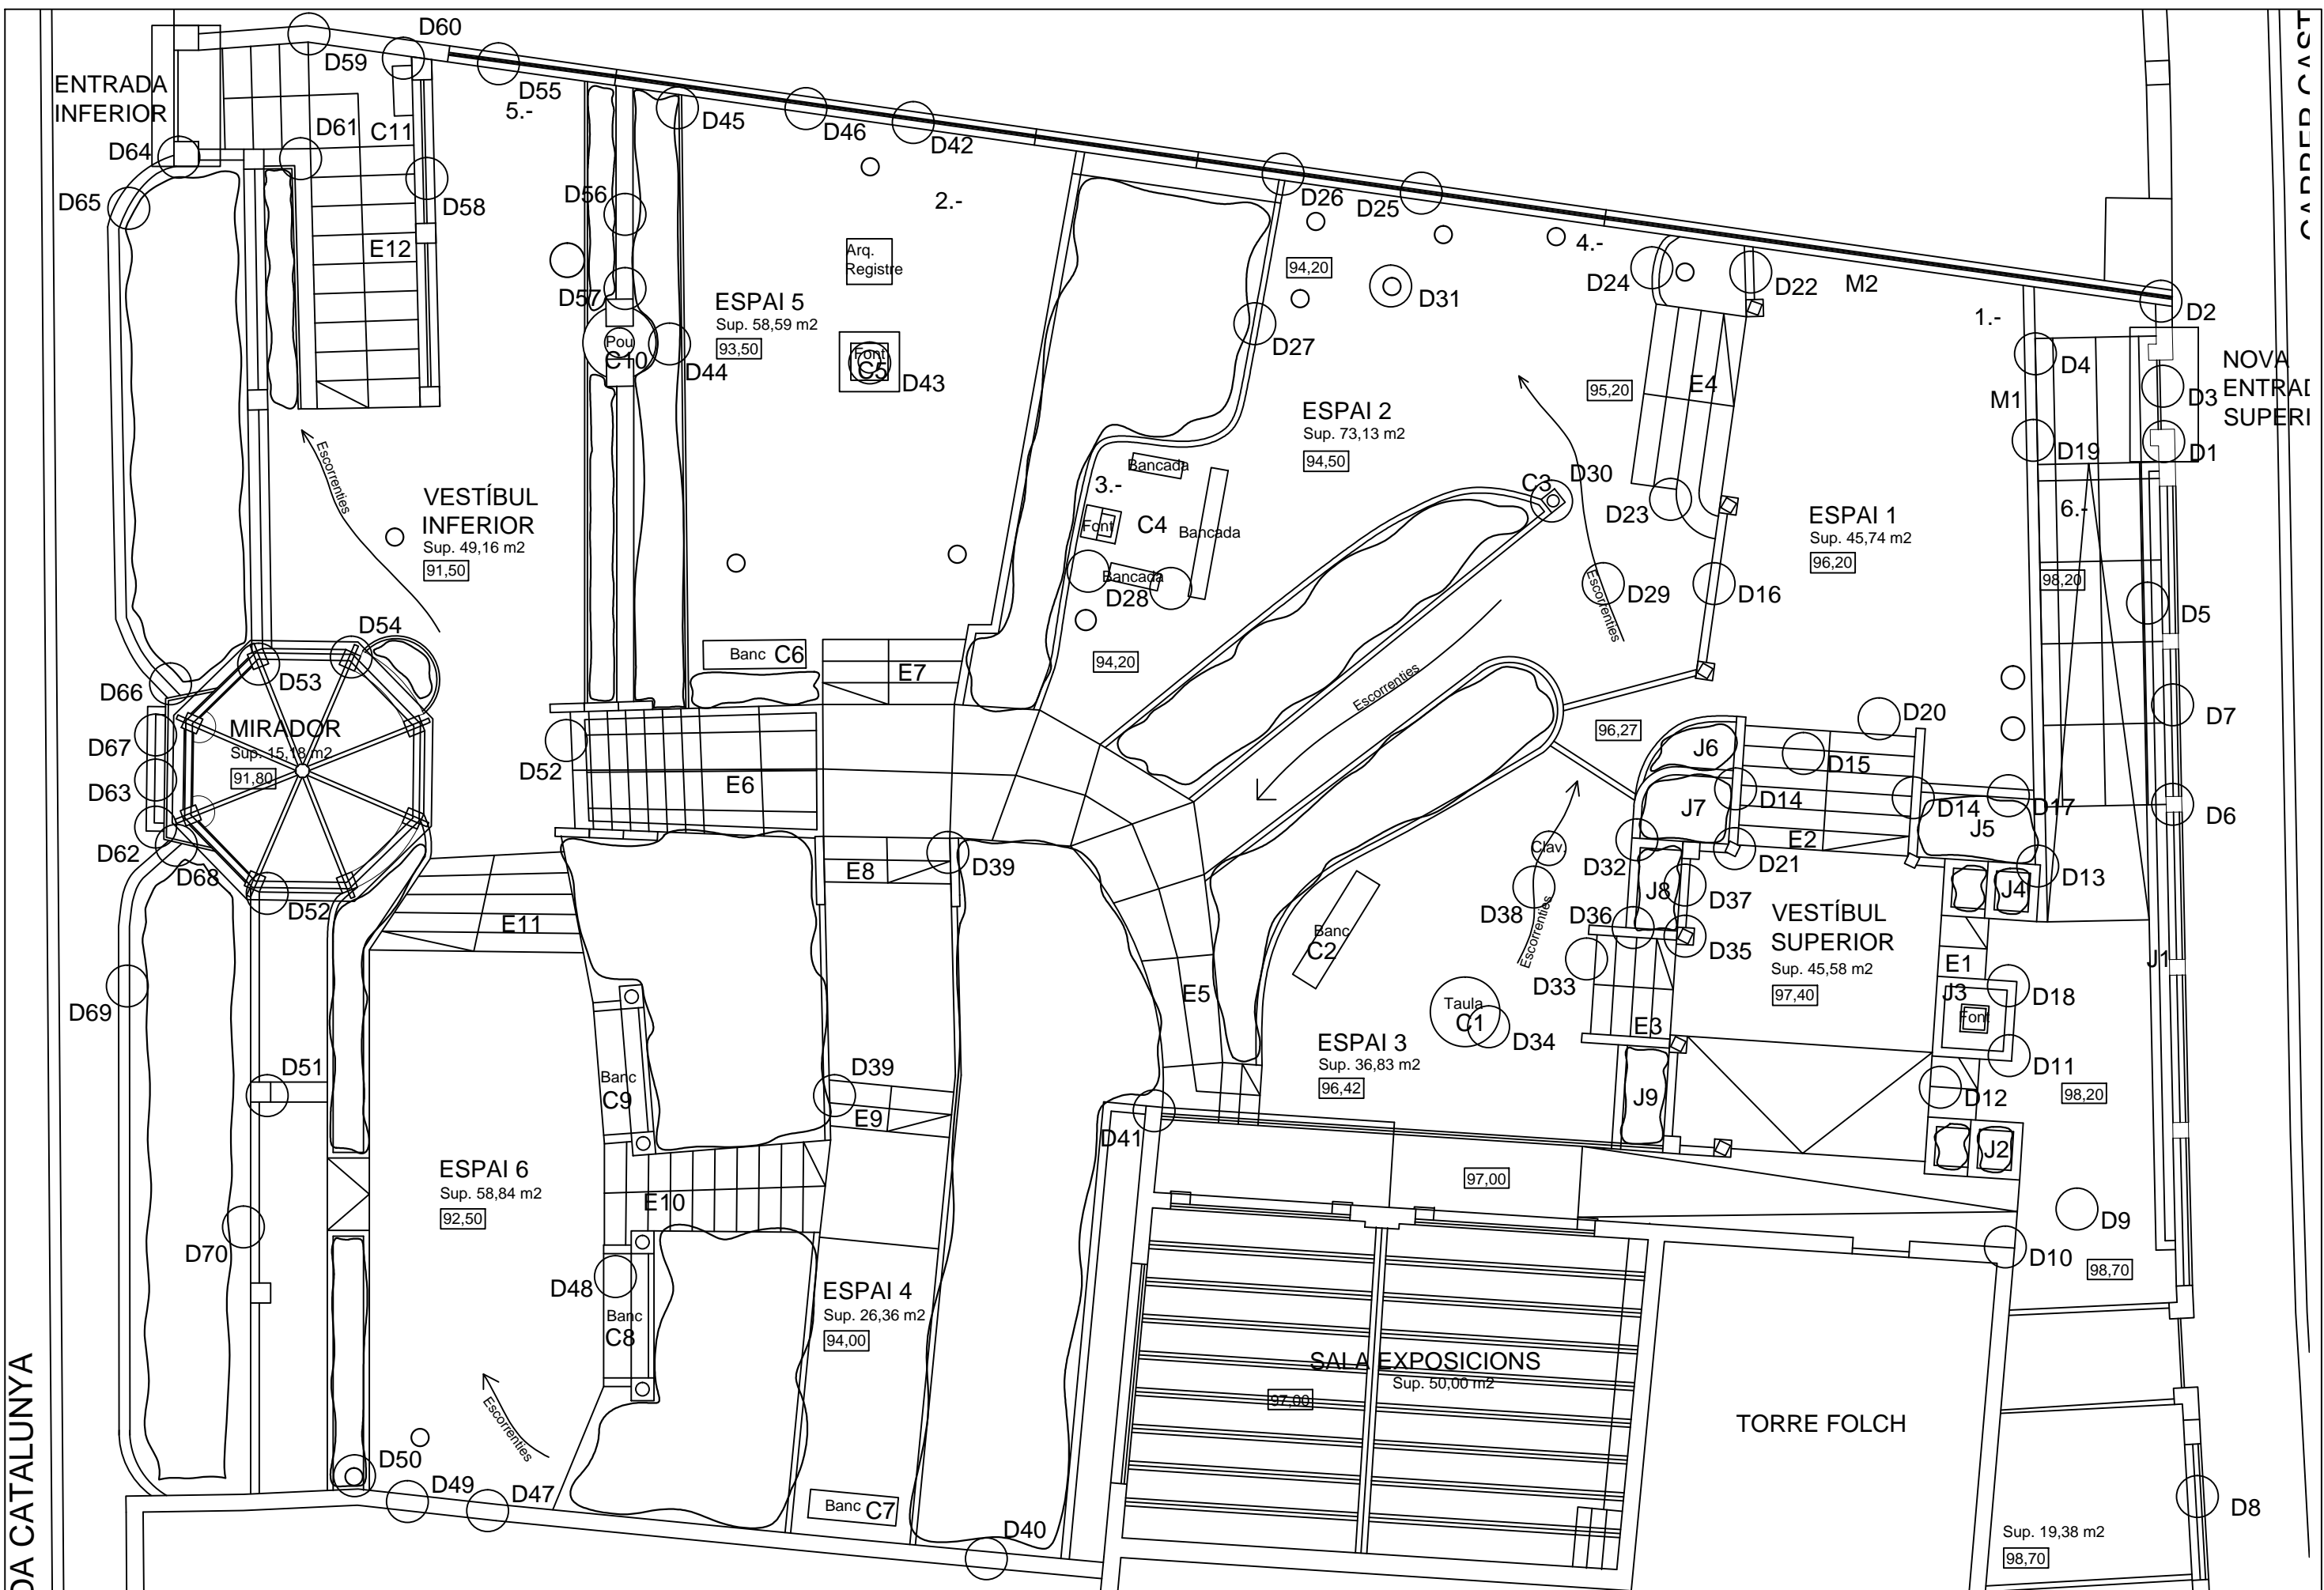 D60
D59
ENTRADA
INFERIOR
D55
5.-
D61
C11
D64
D45
D46
D42
D65
D58
D56
2.-
D26
D25
4.-
E12
Arq.
Registre
94,20
D24
D22
M2
D57
ESPAI 5
Sup. 58,59 m2
93,50
D31
1.-
D2
Pou
C10
D44
Font
C5
D43
D27
D4
NOVA
D3
95,20
E4
M1
ESPAI 2
Sup. 73,13 m2
94,50
D19
D1
Escorrenties
VESTÍBUL
INFERIOR
Sup. 49,16 m2
91,50
Bancada
3.-
Font
C4
Bancada
Bancada
D28
C3
D30
D23
ESPAI 1
Sup. 45,74 m2
96,20
6.-
98,20
D29
D16
Escorrenties
D5
D54
D53
D66
Banc C6
E7
94,20
Escorrenties
MIRADOR
Sup. 15,18 m2
91,80
D67
D63
D62
D68
D52
D52
E6
96,27
J6
D20
D15
D7
J7
D14
D14
D17
J5
D6
E2
E8
D39
Clav.
D32
D21
D13
E11
D38
Escorrenties
J8
D37
D36
D35
J4
VESTÍBUL
SUPERIOR
Sup. 45,58 m2
97,40
Banc
C2
E1
J1
D33
J3
D18
Font
D69
E5
Taula
C1
D34
E3
ESPAI 3
Sup. 36,83 m2
96,42
D11
D51
Banc
C9
D39
E9
J9
D12
98,20
D41
J2
ESPAI 6
Sup. 58,84 m2
92,50
E10
97,00
D9
D70
D10
98,70
D48
ESPAI 4
Sup. 26,36 m2
94,00
Banc
C8
SALA EXPOSICIONS
Sup. 50,00 m2
97,00
Escorrenties
TORRE FOLCH
D50
D49
D47
Banc C7
D40
D8
Sup. 19,38 m2
98,70
CATALUNYA